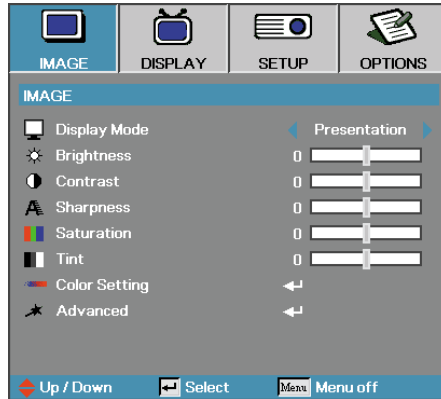 IMAGE DISPLAY SETUP OPTIONS
IMAGE
Display Mode Presentation
Brightness 0
Contrast 0
Sharpness 0
Saturation 0
Tint 0
Color Setting
Advanced
Up / Down Select Menu Menu off